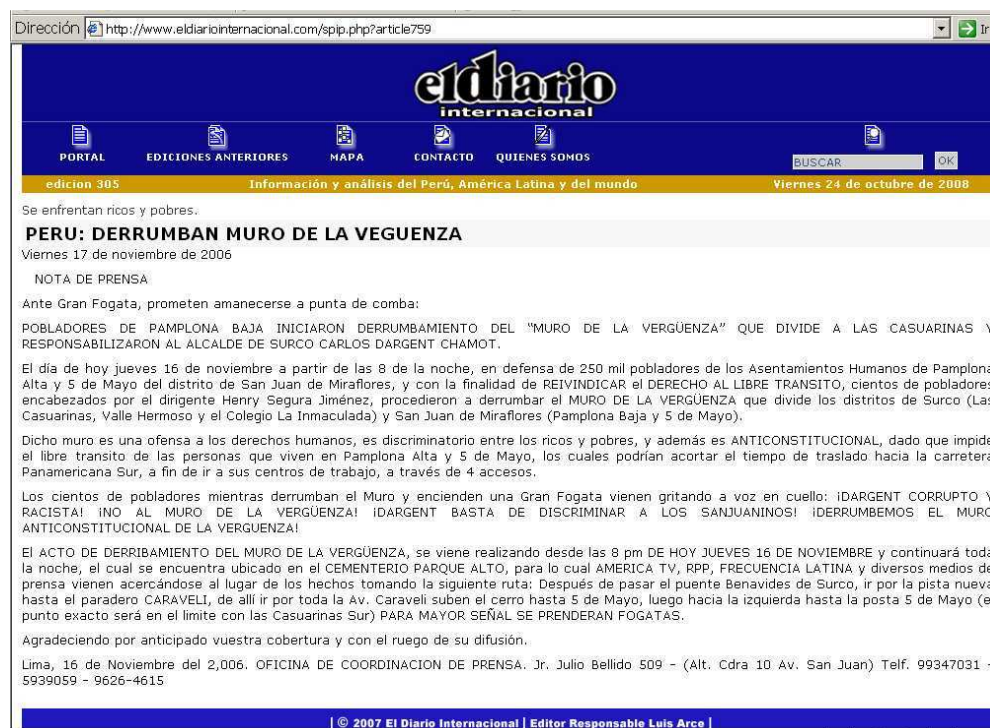 Dirección http://www.eldiariointernacional.com/spip.php?article759 Ir
eldiario
internacional
PORTAL EDICIONES ANTERIORES MAPA CONTACTO QUIENES SOMOS BUSCAR OK
edicion 305 Información y análisis del Perú, América Latina y del mundo Viernes 24 de octubre de 2008
Se enfrentan ricos y pobres.
PERU: DERRUMBAN MURO DE LA VEGUENZA
Viernes 17 de noviembre de 2006
NOTA DE PRENSA
Ante Gran Fogata, prometen amanecerse a punta de comba:
POBLADORES DE PAMPLONA BAJA INICIARON DERRUMBAMIENTO DEL “MURO DE LA VERGÜENZA” QUE DIVIDE A LAS CASUARINAS Y
RESPONSABILIZARON AL ALCALDE DE SURCO CARLOS DARGENT CHAMOT.
El día de hoy jueves 16 de noviembre a partir de las 8 de la noche, en defensa de 250 mil pobladores de los Asentamientos Humanos de Pamplona
Alta y 5 de Mayo del distrito de San Juan de Miraflores, y con la finalidad de REIVINDICAR el DERECHO AL LIBRE TRANSITO, cientos de pobladores
encabezados por el dirigente Henry Segura Jiménez, procedieron a derrumbar el MURO DE LA VERGÜENZA que divide los distritos de Surco (Las
Casuarinas, Valle Hermoso y el Colegio La Inmaculada) y San Juan de Miraflores (Pamplona Baja y 5 de Mayo).
Dicho muro es una ofensa a los derechos humanos, es discriminatorio entre los ricos y pobres, y además es ANTICONSTITUCIONAL, dado que impide
el libre transito de las personas que viven en Pamplona Alta y 5 de Mayo, los cuales podrían acortar el tiempo de traslado hacia la carretera
Panamericana Sur, a fin de ir a sus centros de trabajo, a través de 4 accesos.
Los cientos de pobladores mientras derrumban el Muro y encienden una Gran Fogata vienen gritando a voz en cuello: ¡DARGENT CORRUPTO Y
RACISTA! ¡NO AL MURO DE LA VERGÜENZA! ¡DARGENT BASTA DE DISCRIMINAR A LOS SANJUANINOS! ¡DERRUMBEMOS EL MURO
ANTICONSTITUCIONAL DE LA VERGUENZA!
El ACTO DE DERRIBAMIENTO DEL MURO DE LA VERGÜENZA, se viene realizando desde las 8 pm DE HOY JUEVES 16 DE NOVIEMBRE y continuará toda
la noche, el cual se encuentra ubicado en el CEMENTERIO PARQUE ALTO, para lo cual AMERICA TV, RPP, FRECUENCIA LATINA y diversos medios de
prensa vienen acercándose al lugar de los hechos tomando la siguiente ruta: Después de pasar el puente Benavides de Surco, ir por la pista nueva
hasta el paradero CARAVELI, de allí ir por toda la Av. Caraveli suben el cerro hasta 5 de Mayo, luego hacia la izquierda hasta la posta 5 de Mayo (el
punto exacto será en el limite con las Casuarinas Sur) PARA MAYOR SEÑAL SE PRENDERAN FOGATAS.
Agradeciendo por anticipado vuestra cobertura y con el ruego de su difusión.
Lima, 16 de Noviembre del 2,006. OFICINA DE COORDINACION DE PRENSA. Jr. Julio Bellido 509 – (Alt. Cdra 10 Av. San Juan) Telf. 99347031 –
5939059 – 9626-4615
| © 2007 El Diario Internacional | Editor Responsable Luis Arce |